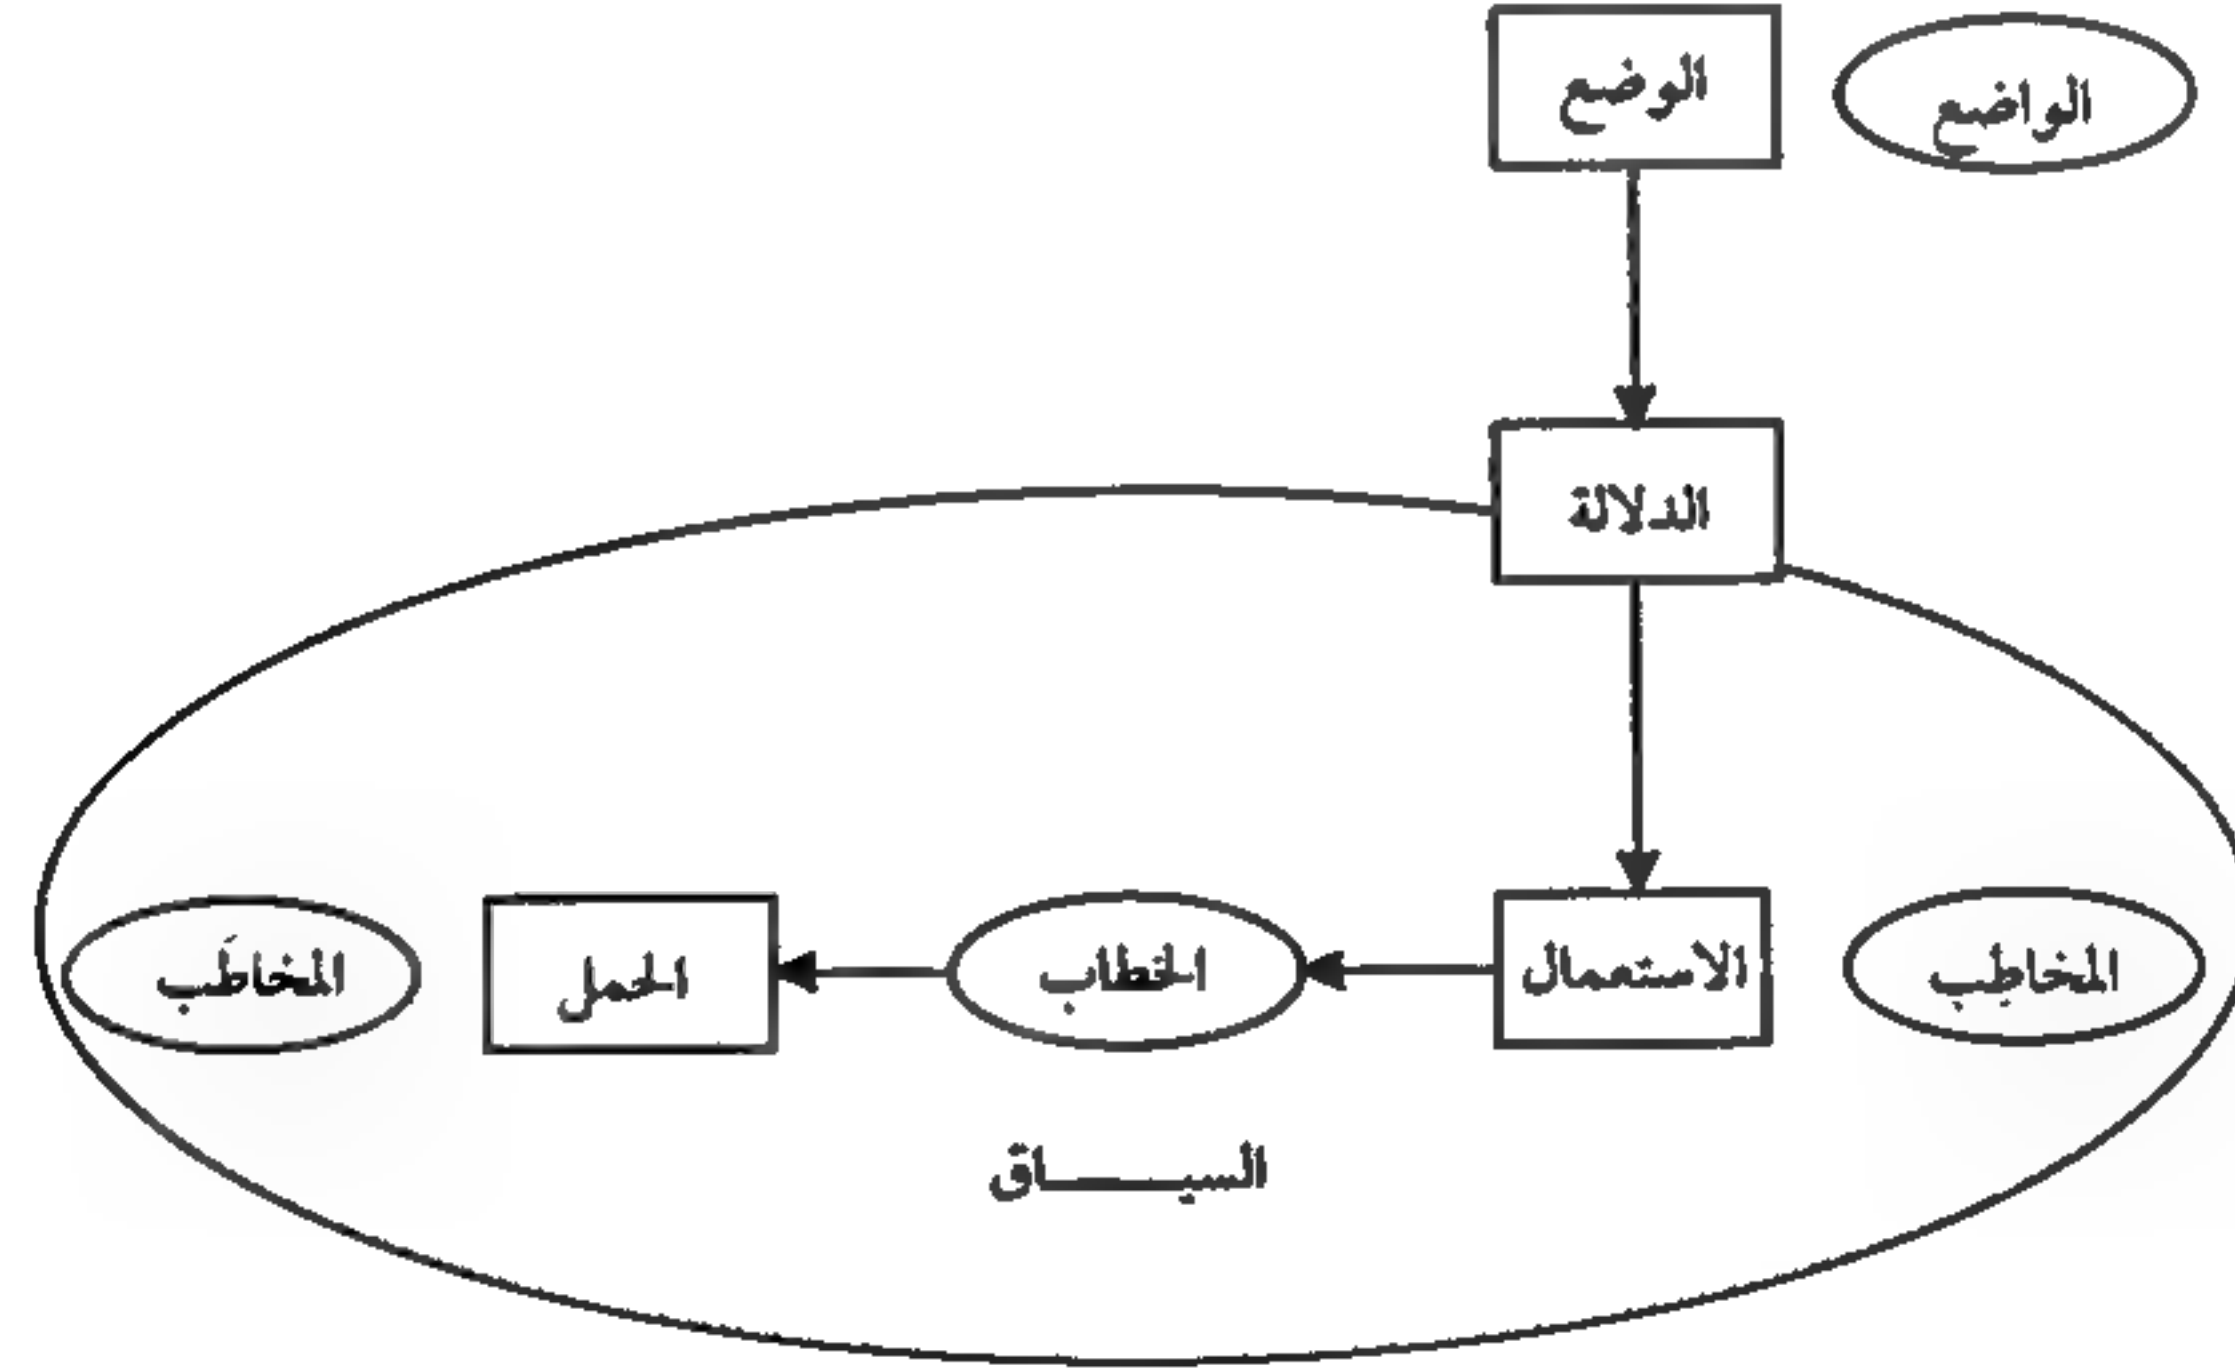 الواضع
الوضع
الدلالة
المخاطِب
الاستعمال
الخطاب
الحمل
المخاطَب
السيـــاق